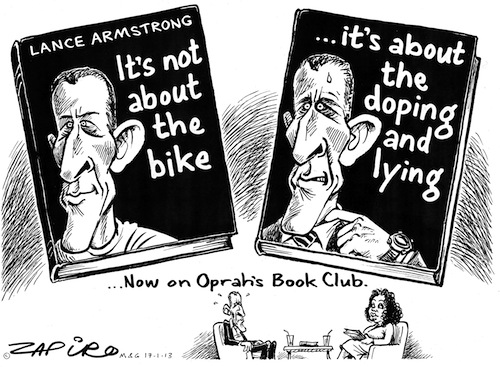 LANCE ARMSTRONG
It's not
about
the
bike
...it's about
the
doping
and
lying
...Now on Oprah's Book Club.
© ZAPIRO M&G 17-1-13